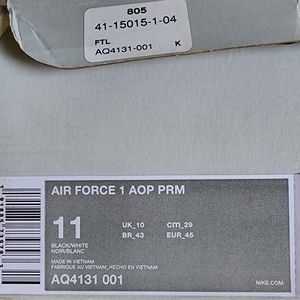 805
41-15015-1-04
FTL
AQ4131-001 K
AIR FORCE 1 AOP PRM
11
UK_10 cm_29
BR_43 EUR_45
BLACK/WHITE
NOIR/BLANC
MADE IN VIETNAM
FABRIQUE AU VIETNAM_HECHO EN VIETNAM
AQ4131 001
NIKE.COM